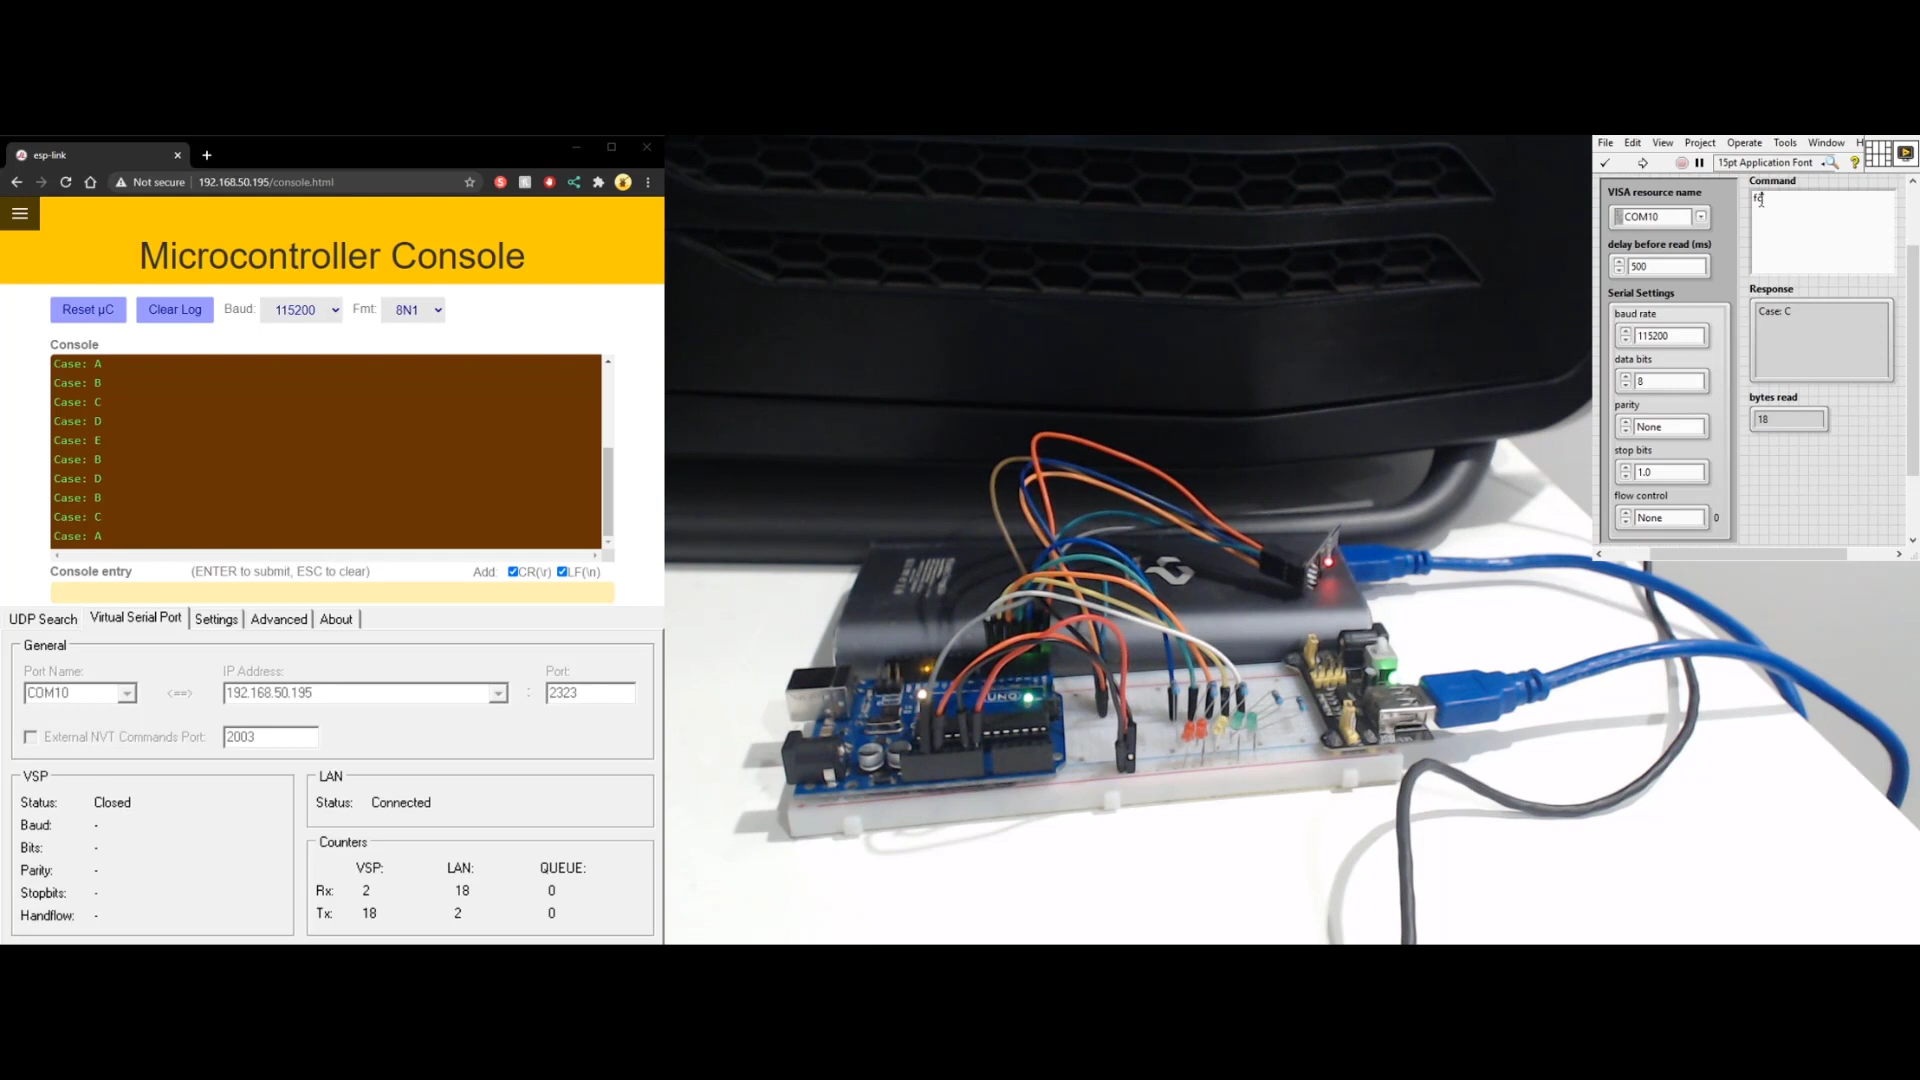 esp-link
Not secure
192.168.50.195/console.html
Microcontroller Console
Reset µC
Clear Log
Baud: 115200
Fmt: 8N1
Console
Case: A
Case: B
Case: C
Case: D
Case: E
Case: B
Case: D
Case: B
Case: C
Case: A
Console entry (ENTER to submit, ESC to clear) Add: CR(\r) LF(\n)
UDP Search Virtual Serial Port Settings Advanced About
General
Port Name: IP Address: Port:
COM10 <==> 192.168.50.195 : 2323
External NVT Commands Port: 2003
VSP
Status: Closed
Baud: -
Bits: -
Parity: -
Stopbits: -
Handflow: -
LAN
Status: Connected
Counters
VSP: LAN: QUEUE:
Rx: 2 18 0
Tx: 18 2 0
UNO
File Edit View Project Operate Tools Window H
15pt Application Font
VISA resource name
COM10
delay before read (ms)
500
Serial Settings
baud rate
115200
data bits
8
parity
None
stop bits
1.0
flow control
None
0
Command
Response
Case: C
bytes read
18